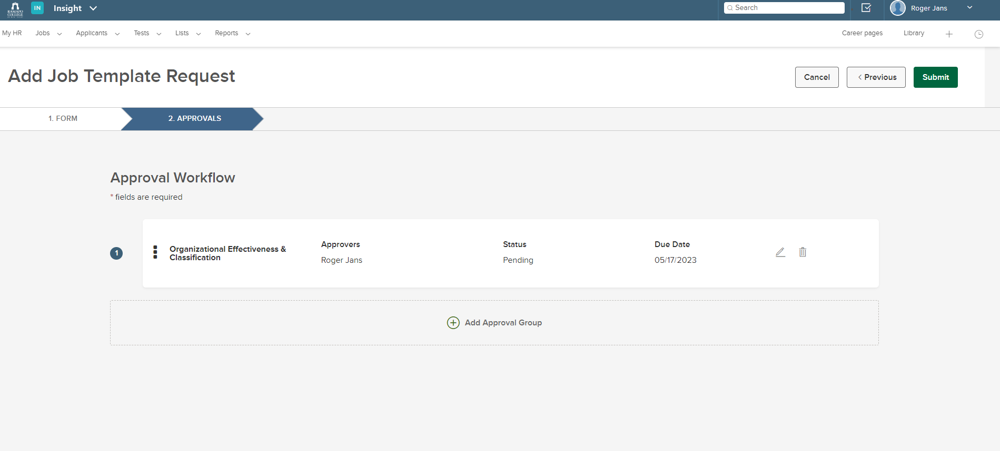 RAMAPO
COLLEGE
IN
Insight
Search
Roger Jans
My HR
Jobs
Applicants
Tests
Lists
Reports
Career pages
Library
Add Job Template Request
Cancel
< Previous
Submit
1. FORM
2. APPROVALS
Approval Workflow
* fields are required
1
Organizational Effectiveness &
Classification
Approvers
Roger Jans
Status
Pending
Due Date
05/17/2023
Add Approval Group